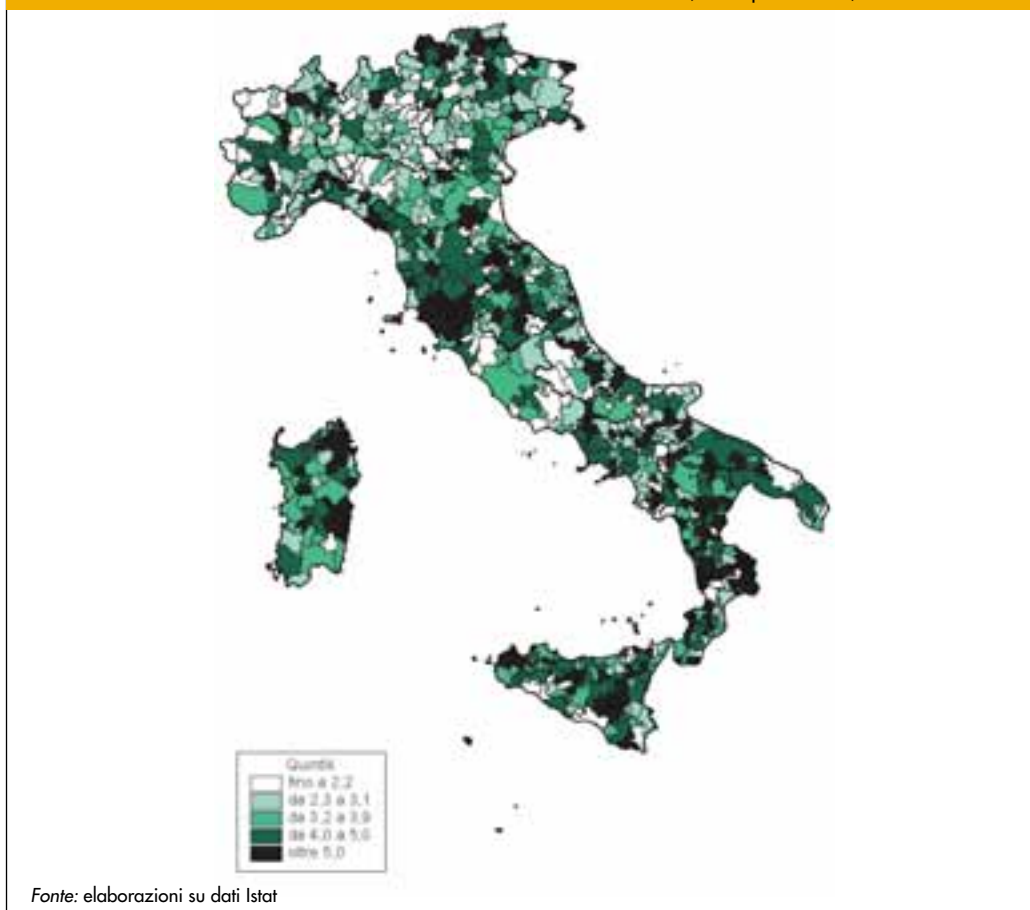 Quintili
fino a 2,2
da 2,3 a 3,1
da 3,2 a 3,9
da 4,0 a 5,0
oltre 5,0
Fonte: elaborazioni su dati Istat